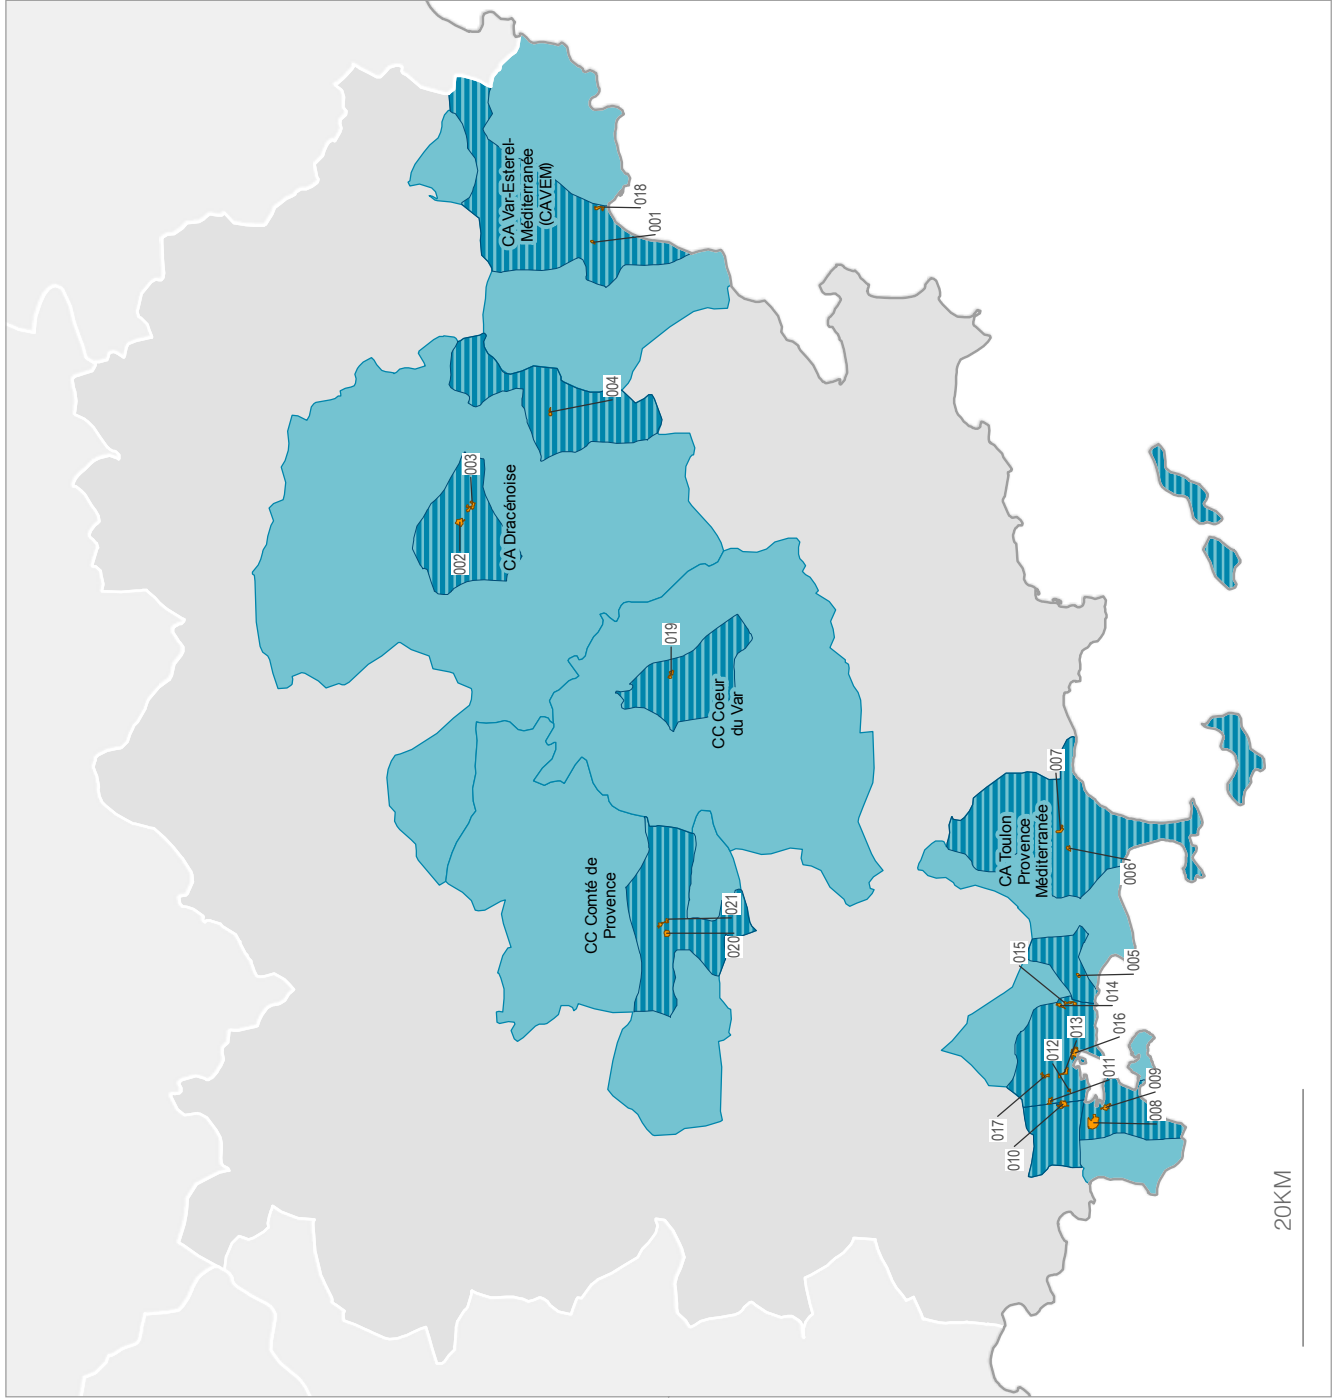 CA Var-Esterel-
Méditerranée
(CAVEM)
018
001
004
003
002
CA Dracénoise
019
CC Coeur
du Var
CC Comté de
Provence
021
020
007
CA Toulon
Provence
Méditerranée
006
015
005
014
013
016
012
011
009
008
017
010
20KM